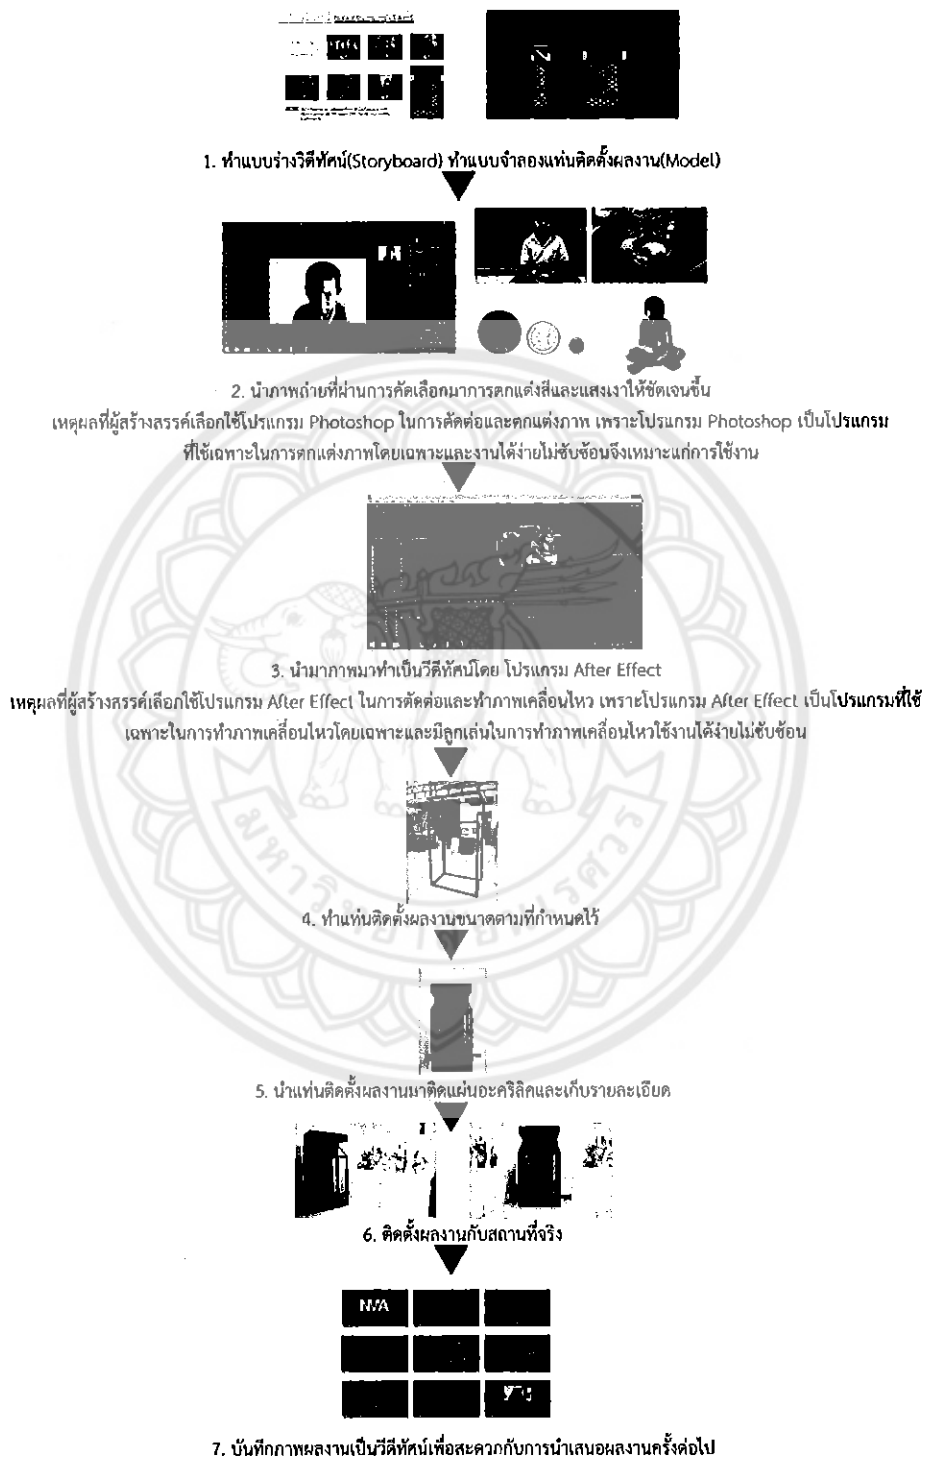 1. ทำแบบร่างวิดีทัศน์(Storyboard) ทำแบบจำลองแท่นติดตั้งผลงาน(Model)
2. นำภาพถ่ายที่ผ่านการคัดเลือกมาการตกแต่งสีและแสงเงาให้ชัดเจนขึ้น
เหตุผลที่ผู้สร้างสรรค์เลือกใช้โปรแกรม Photoshop ในการตัดต่อและตกแต่งภาพ เพราะโปรแกรม Photoshop เป็นโปรแกรม
ที่ใช้เฉพาะในการตกแต่งภาพโดยเฉพาะและงานได้ง่ายไม่ซับซ้อนจึงเหมาะแก่การใช้งาน
3. นำมาภาพมาทำเป็นวีดีทัศน์โดย โปรแกรม After Effect
เหตุผลที่ผู้สร้างสรรค์เลือกใช้โปรแกรม After Effect ในการตัดต่อและทำภาพเคลื่อนไหว เพราะโปรแกรม After Effect เป็นโปรแกรมที่ใช้
เฉพาะในการทำภาพเคลื่อนไหวโดยเฉพาะและมีลูกเล่นในการทำภาพเคลื่อนไหวใช้งานได้ง่ายไม่ซับซ้อน
4. ทำแท่นติดตั้งผลงานขนาดตามที่กำหนดไว้
มหาวิทยาลัยนเรศวร
5. นำแท่นติดตั้งผลงานมาติดแผ่นอะคริลิคและเก็บรายละเอียด
6. ติดตั้งผลงานกับสถานที่จริง
NVA
7. บันทึกภาพผลงานเป็นวีดีทัศน์เพื่อสะดวกกับการนำเสนอผลงานครั้งต่อไป